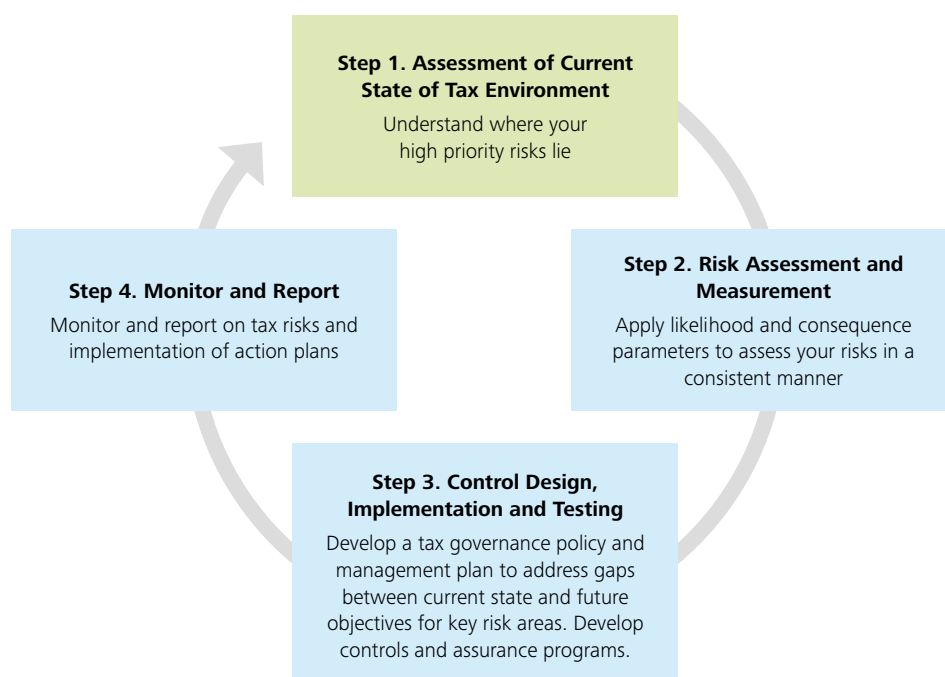 Step 1. Assessment of Current
State of Tax Environment
Understand where your
high priority risks lie
Step 2. Risk Assessment and
Measurement
Apply likelihood and consequence
parameters to assess your risks in a
consistent manner
Step 3. Control Design,
Implementation and Testing
Develop a tax governance policy and
management plan to address gaps
between current state and future
objectives for key risk areas. Develop
controls and assurance programs.
Step 4. Monitor and Report
Monitor and report on tax risks and
implementation of action plans